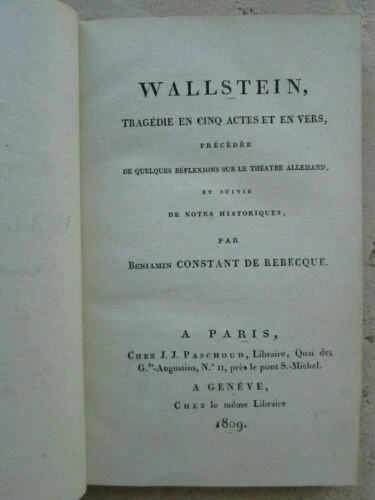 WALLSTEIN,
TRAGÉDIE EN CINQ ACTES ET EN VERS,
PRÉCÉDÉE
DE QUELQUES RÉFLEXIONS SUR LE THÉATRE ALLEMAND,
ET SUIVIE
DE NOTES HISTORIQUES,
PAR
BENJAMIN CONSTANT DE REBECQUE.
A PARIS,
CHEZ J. J. PASCHOUD, Libraire, Quai des
G.ds-Augustins, N.º 11, près le pont S.-Michel.
A GENÉVE,
CHEZ le même Libraire
1809.